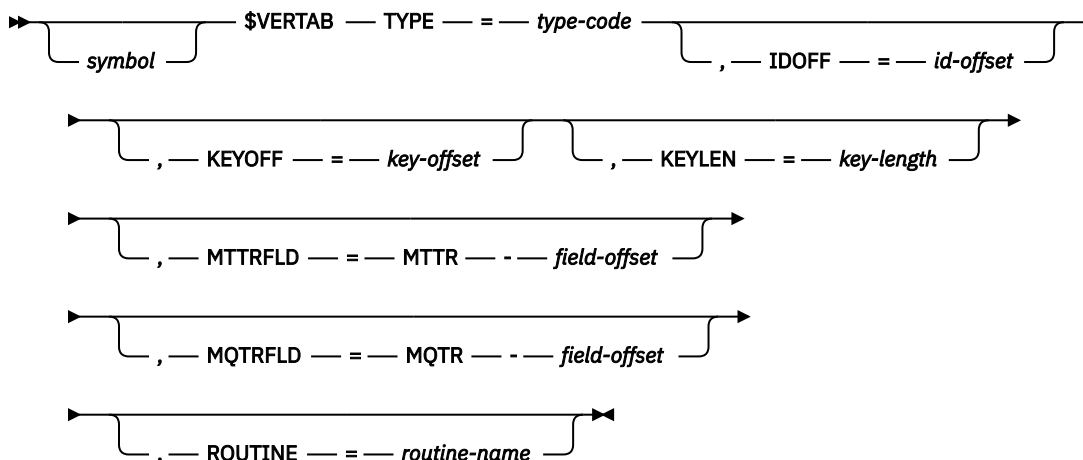 $VERTAB TYPE = type-code
symbol , IDOFF = id-offset
, KEYOFF = key-offset , KEYLEN = key-length
, MTTRFLD = MTTR - field-offset
, MQTRFLD = MQTR - field-offset
, ROUTINE = routine-name